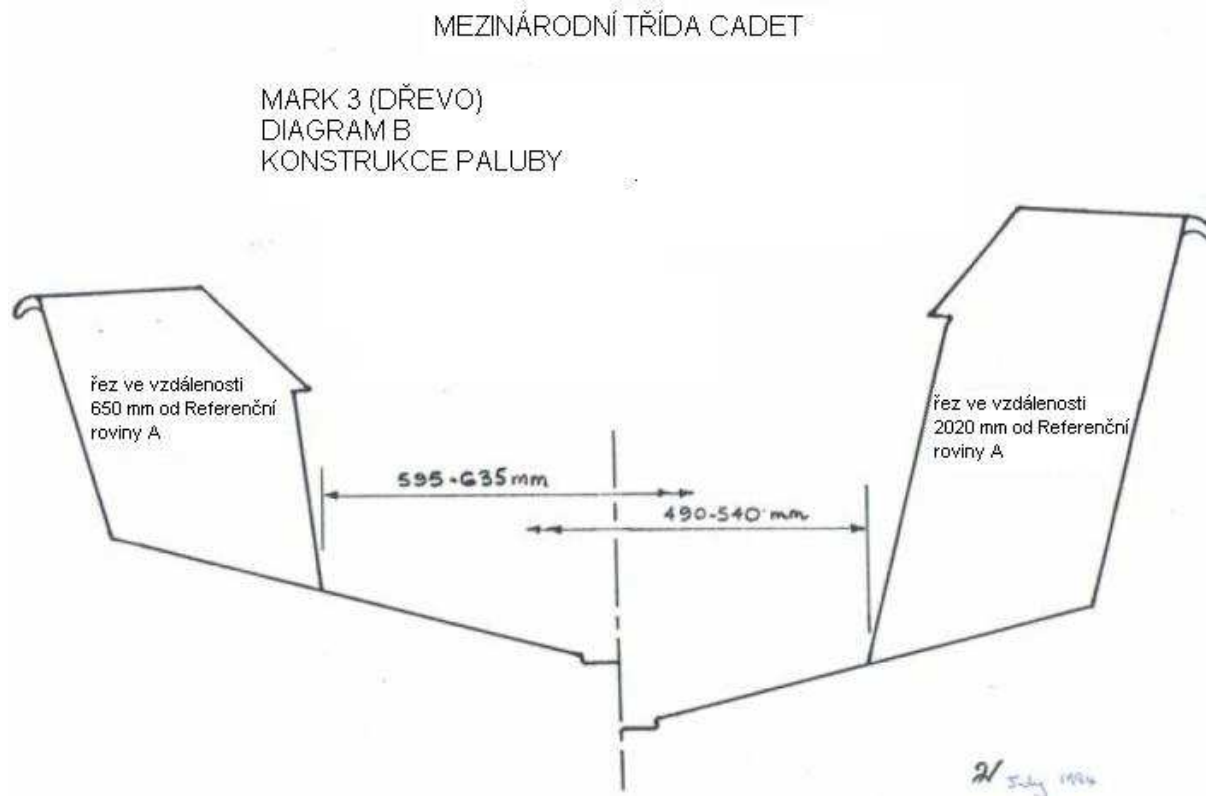 MEZINÁRODNÍ TŘÍDA CADET
MARK 3 (DŘEVO)
DIAGRAM B
KONSTRUKCE PALUBY
řez ve vzdálenosti
650 mm od Referenční
roviny A
řez ve vzdálenosti
2020 mm od Referenční
roviny A
595-635mm
490-540 mm
July